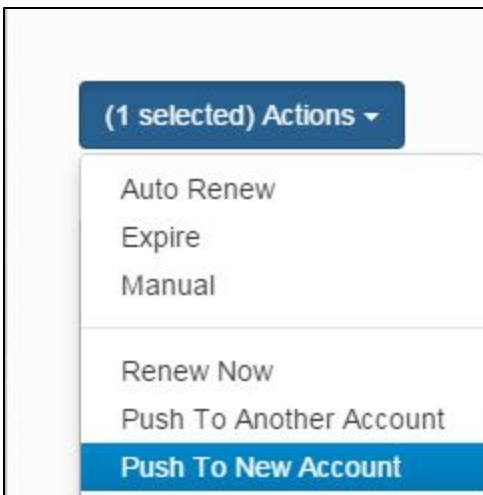 (1 selected) Actions
Auto Renew
Expire
Manual
Renew Now
Push To Another Account
Push To New Account